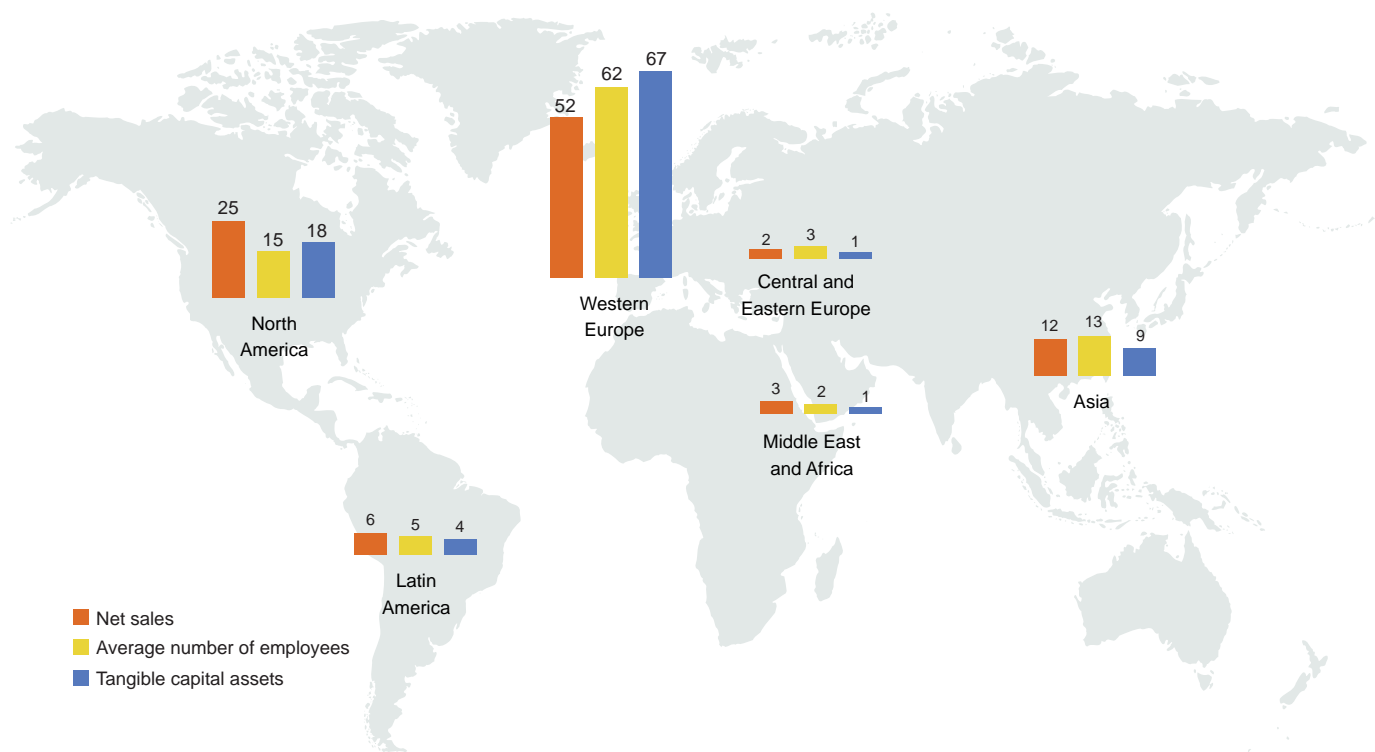 67
62
52
Western
Europe
2
3
1
Central and
Eastern Europe
25
15
18
North
America
12
13
9
Asia
3
2
1
Middle East
and Africa
6
5
4
Latin
America
Net sales
Average number of employees
Tangible capital assets